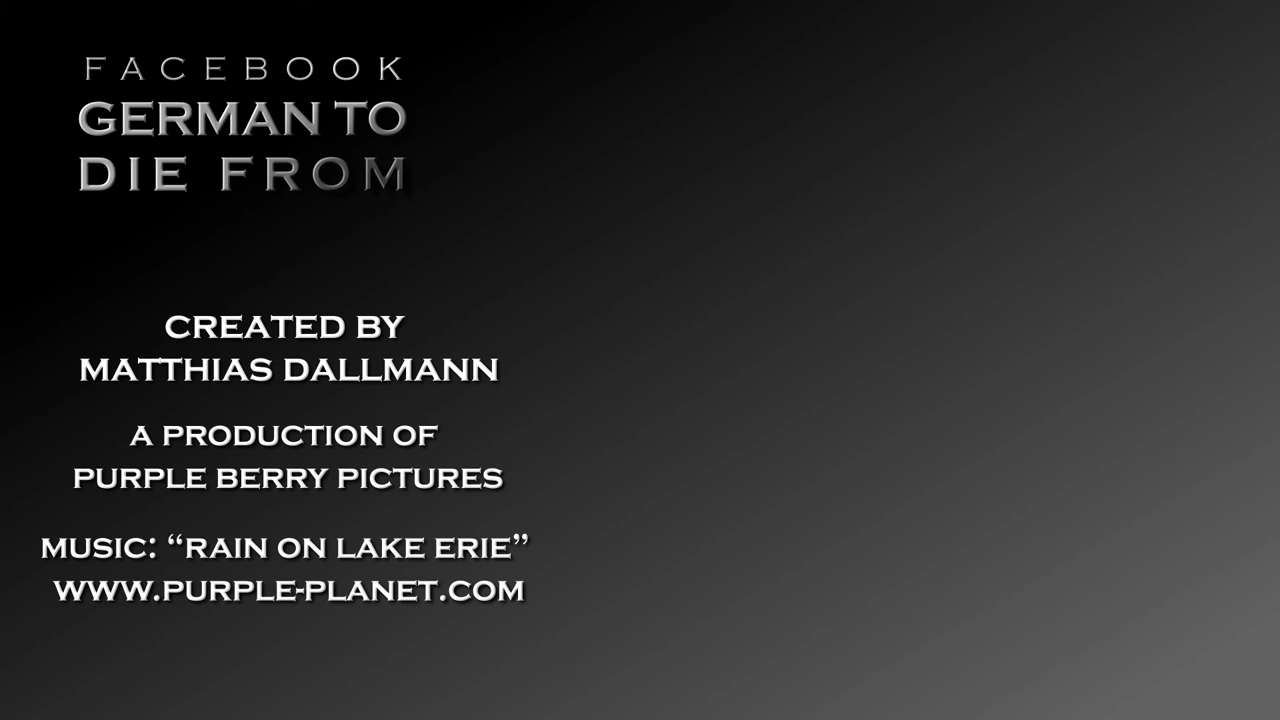 FACEBOOK
GERMAN TO
DIE FROM
CREATED BY
MATTHIAS DALLMANN
A PRODUCTION OF
PURPLE BERRY PICTURES
MUSIC: “RAIN ON LAKE ERIE”
WWW.PURPLE-PLANET.COM